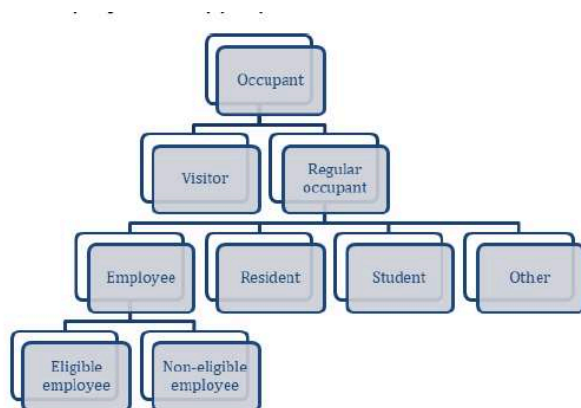 Occupant
Visitor
Regular
occupant
Employee
Resident
Student
Other
Eligible
employee
Non-eligible
employee